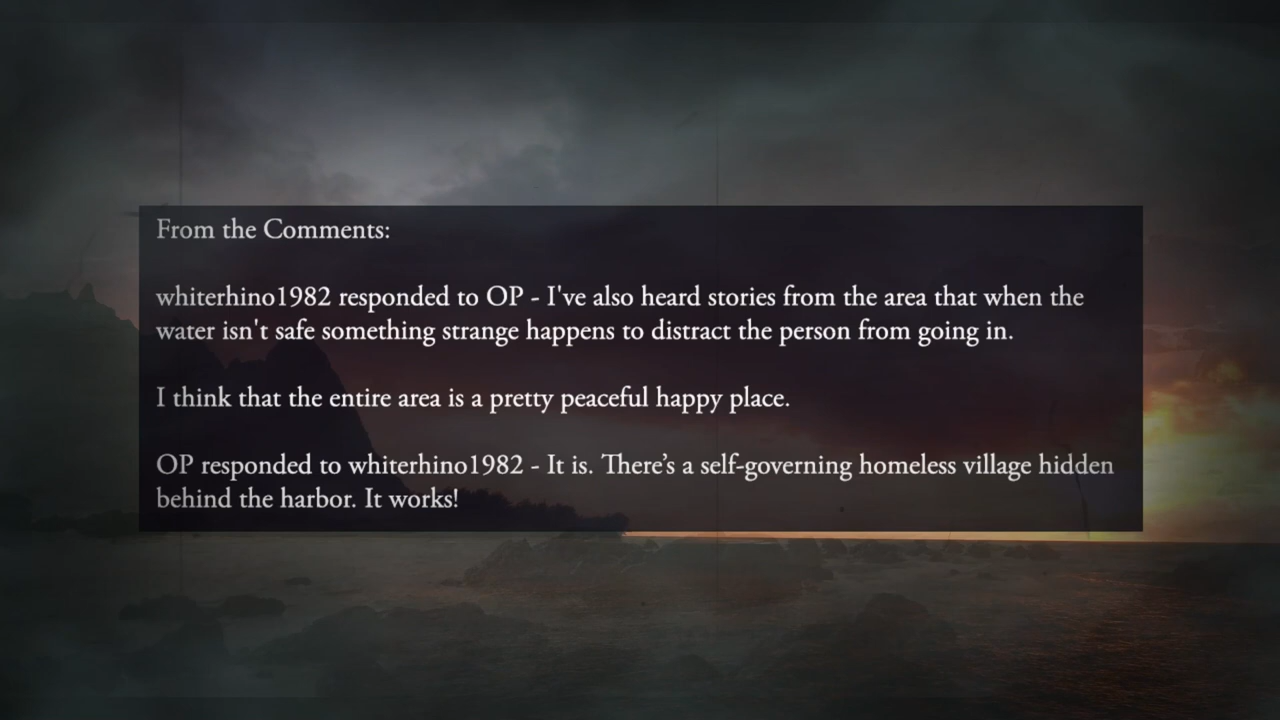 From the Comments:
whiterhino1982 responded to OP - I've also heard stories from the area that when the
water isn't safe something strange happens to distract the person from going in.
I think that the entire area is a pretty peaceful happy place.
OP responded to whiterhino1982 - It is. There’s a self-governing homeless village hidden
behind the harbor. It works!